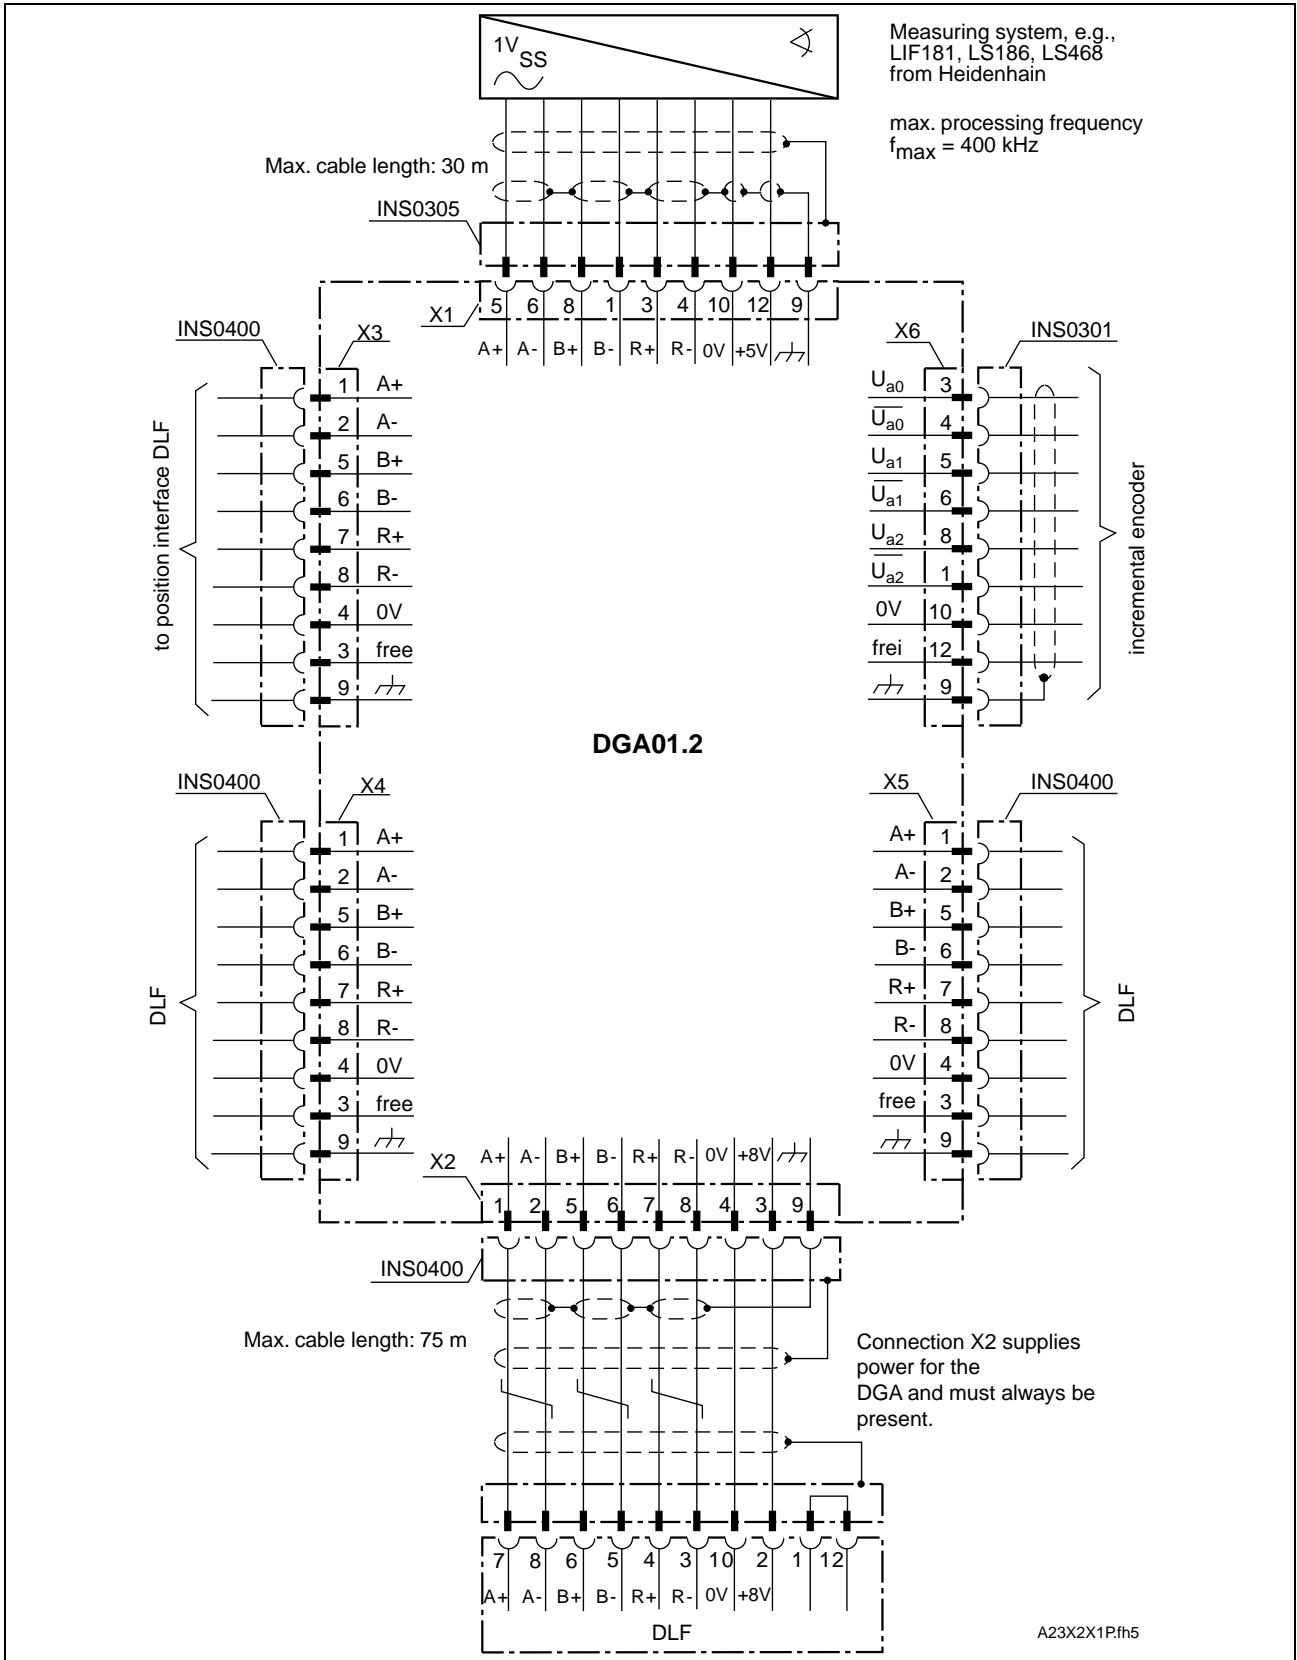 1VSS
Measuring system, e.g.,
LIF181, LS186, LS468
from Heidenhain
max. processing frequency
fmax = 400 kHz
Max. cable length: 30 m
INS0305
X1
5 6 8 1 3 4 10 12 9
A+ A- B+ B- R+ R- 0V +5V
INS0400
X3
to position interface DLF
1 A+
2 A-
5 B+
6 B-
7 R+
8 R-
4 0V
3 free
9
X6
INS0301
Ua0 3
U̅a0 4
Ua1 5
U̅a1 6
Ua2 8
U̅a2 1
0V 10
frei 12
9
incremental encoder
DGA01.2
INS0400
X4
DLF
1 A+
2 A-
5 B+
6 B-
7 R+
8 R-
4 0V
3 free
9
X5
INS0400
A+ 1
A- 2
B+ 5
B- 6
R+ 7
R- 8
0V 4
free 3
9
DLF
X2
A+ A- B+ B- R+ R- 0V +8V
1 2 5 6 7 8 4 3 9
INS0400
Max. cable length: 75 m
Connection X2 supplies
power for the
DGA and must always be
present.
7 8 6 5 4 3 10 2 1 12
A+ A- B+ B- R+ R- 0V +8V
DLF
A23X2X1P.fh5